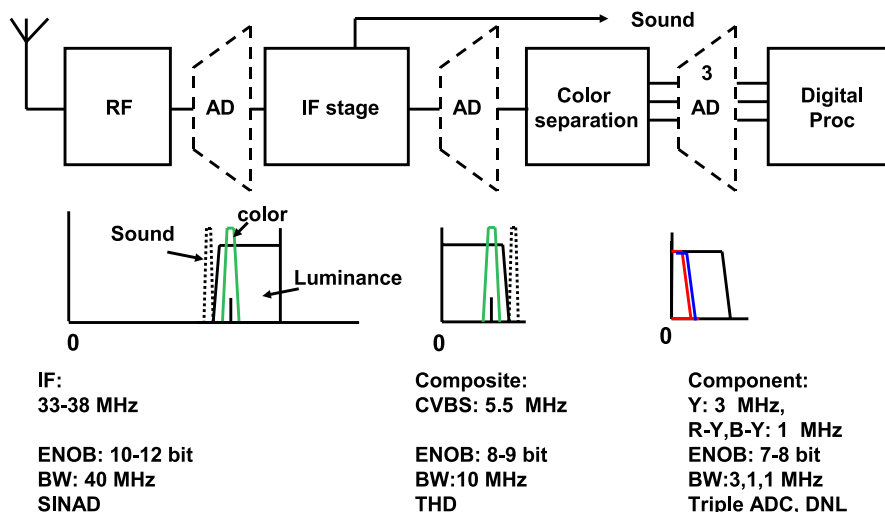 Sound
RF
AD
IF stage
AD
Color
separation
3
AD
Digital
Proc
color
Sound
Luminance
0
0
0
IF:
33-38 MHz
ENOB: 10-12 bit
BW: 40 MHz
SINAD
Composite:
CVBS: 5.5 MHz
ENOB: 8-9 bit
BW:10 MHz
THD
Component:
Y: 3 MHz,
R-Y,B-Y: 1 MHz
ENOB: 7-8 bit
BW:3,1,1 MHz
Triple ADC, DNL